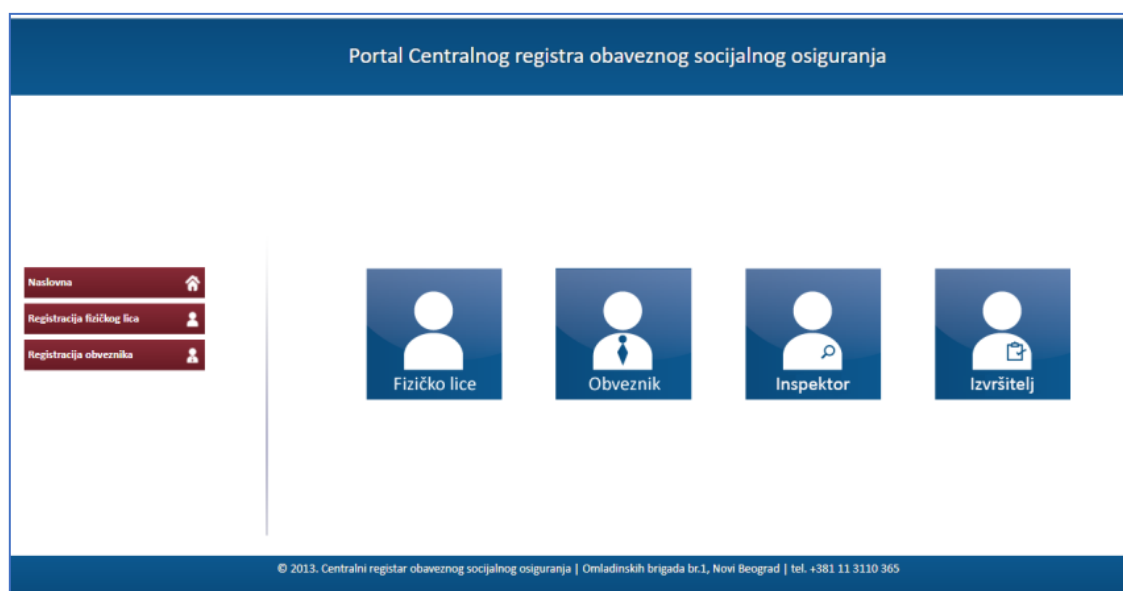 Portal Centralnog registra obaveznog socijalnog osiguranja
Naslovna
Registracija fizičkog lica
Registracija obveznika
Fizičko lice
Obveznik
Inspektor
Izvršitelj
© 2013. Centralni registar obaveznog socijalnog osiguranja | Omladinskih brigada br.1, Novi Beograd | tel. +381 11 3110 365